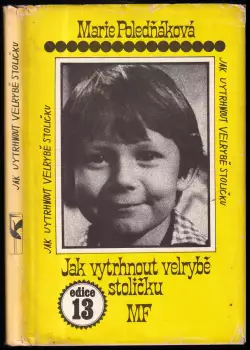 Marie Poledňáková
JAK VYTRHNOUT VELRYBĚ STOLIČKU
JAK VYTRHNOUT VELRYBĚ STOLIČKU
JAK VYTRHNOUT VELRYBĚ STOLIČKU
Jak vytrhnout velrybě
stoličku
edice
13
MF